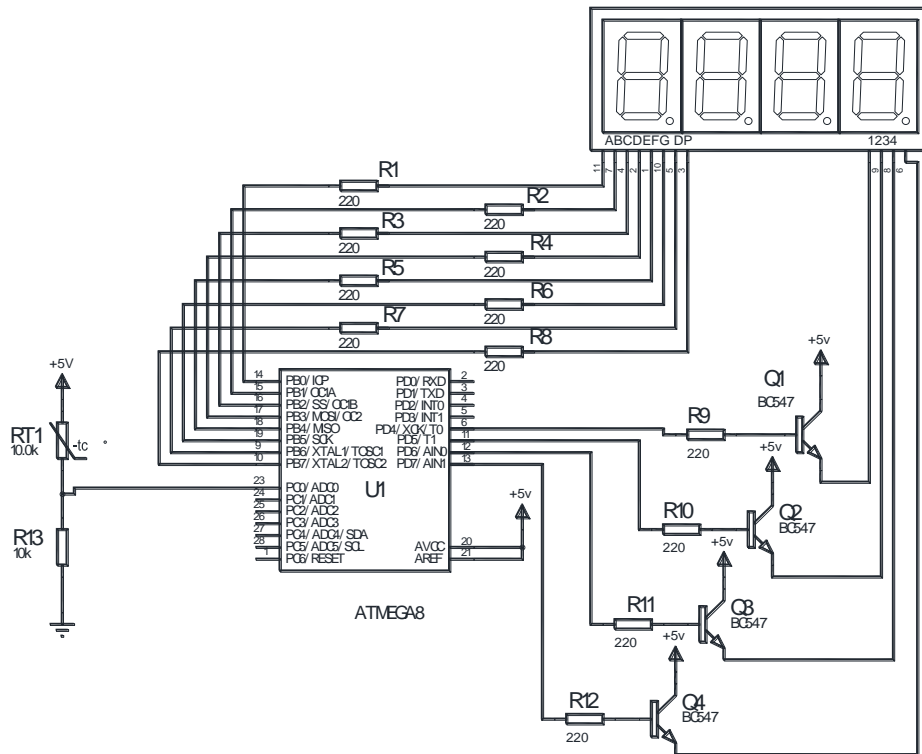 ABCDEFG DP
1234
11
7
4
2
1
10
5
3
9
8
6
R1
220
R2
220
R3
220
R4
220
R5
220
R6
220
R7
220
R8
220
+5V
RT1
10.0k
-tc
R13
10k
14 PB0/ICP
15 PB1/OC1A
16 PB2/SS/OC1B
17 PB3/MOSI/OC2
18 PB4/MISO
19 PB5/SCK
9 PB6/XTAL1/TOSC1
10 PB7/XTAL2/TOSC2
23 PC0/ADC0
24 PC1/ADC1
25 PC2/ADC2
26 PC3/ADC3
27 PC4/ADC4/SDA
28 PC5/ADC5/SCL
1 PC6/RESET
PD0/RXD 2
PD1/TXD 3
PD2/INT0 4
PD3/INT1 5
PD4/XCK/T0 6
PD5/T1 11
PD6/AIN0 12
PD7/AIN1 13
U1
AVCC 20
AREF 21
+5v
ATMEGA8
R9
220
+5v
Q1
BC547
R10
220
+5v
Q2
BC547
R11
220
+5v
Q3
BC547
R12
220
+5v
Q4
BC547